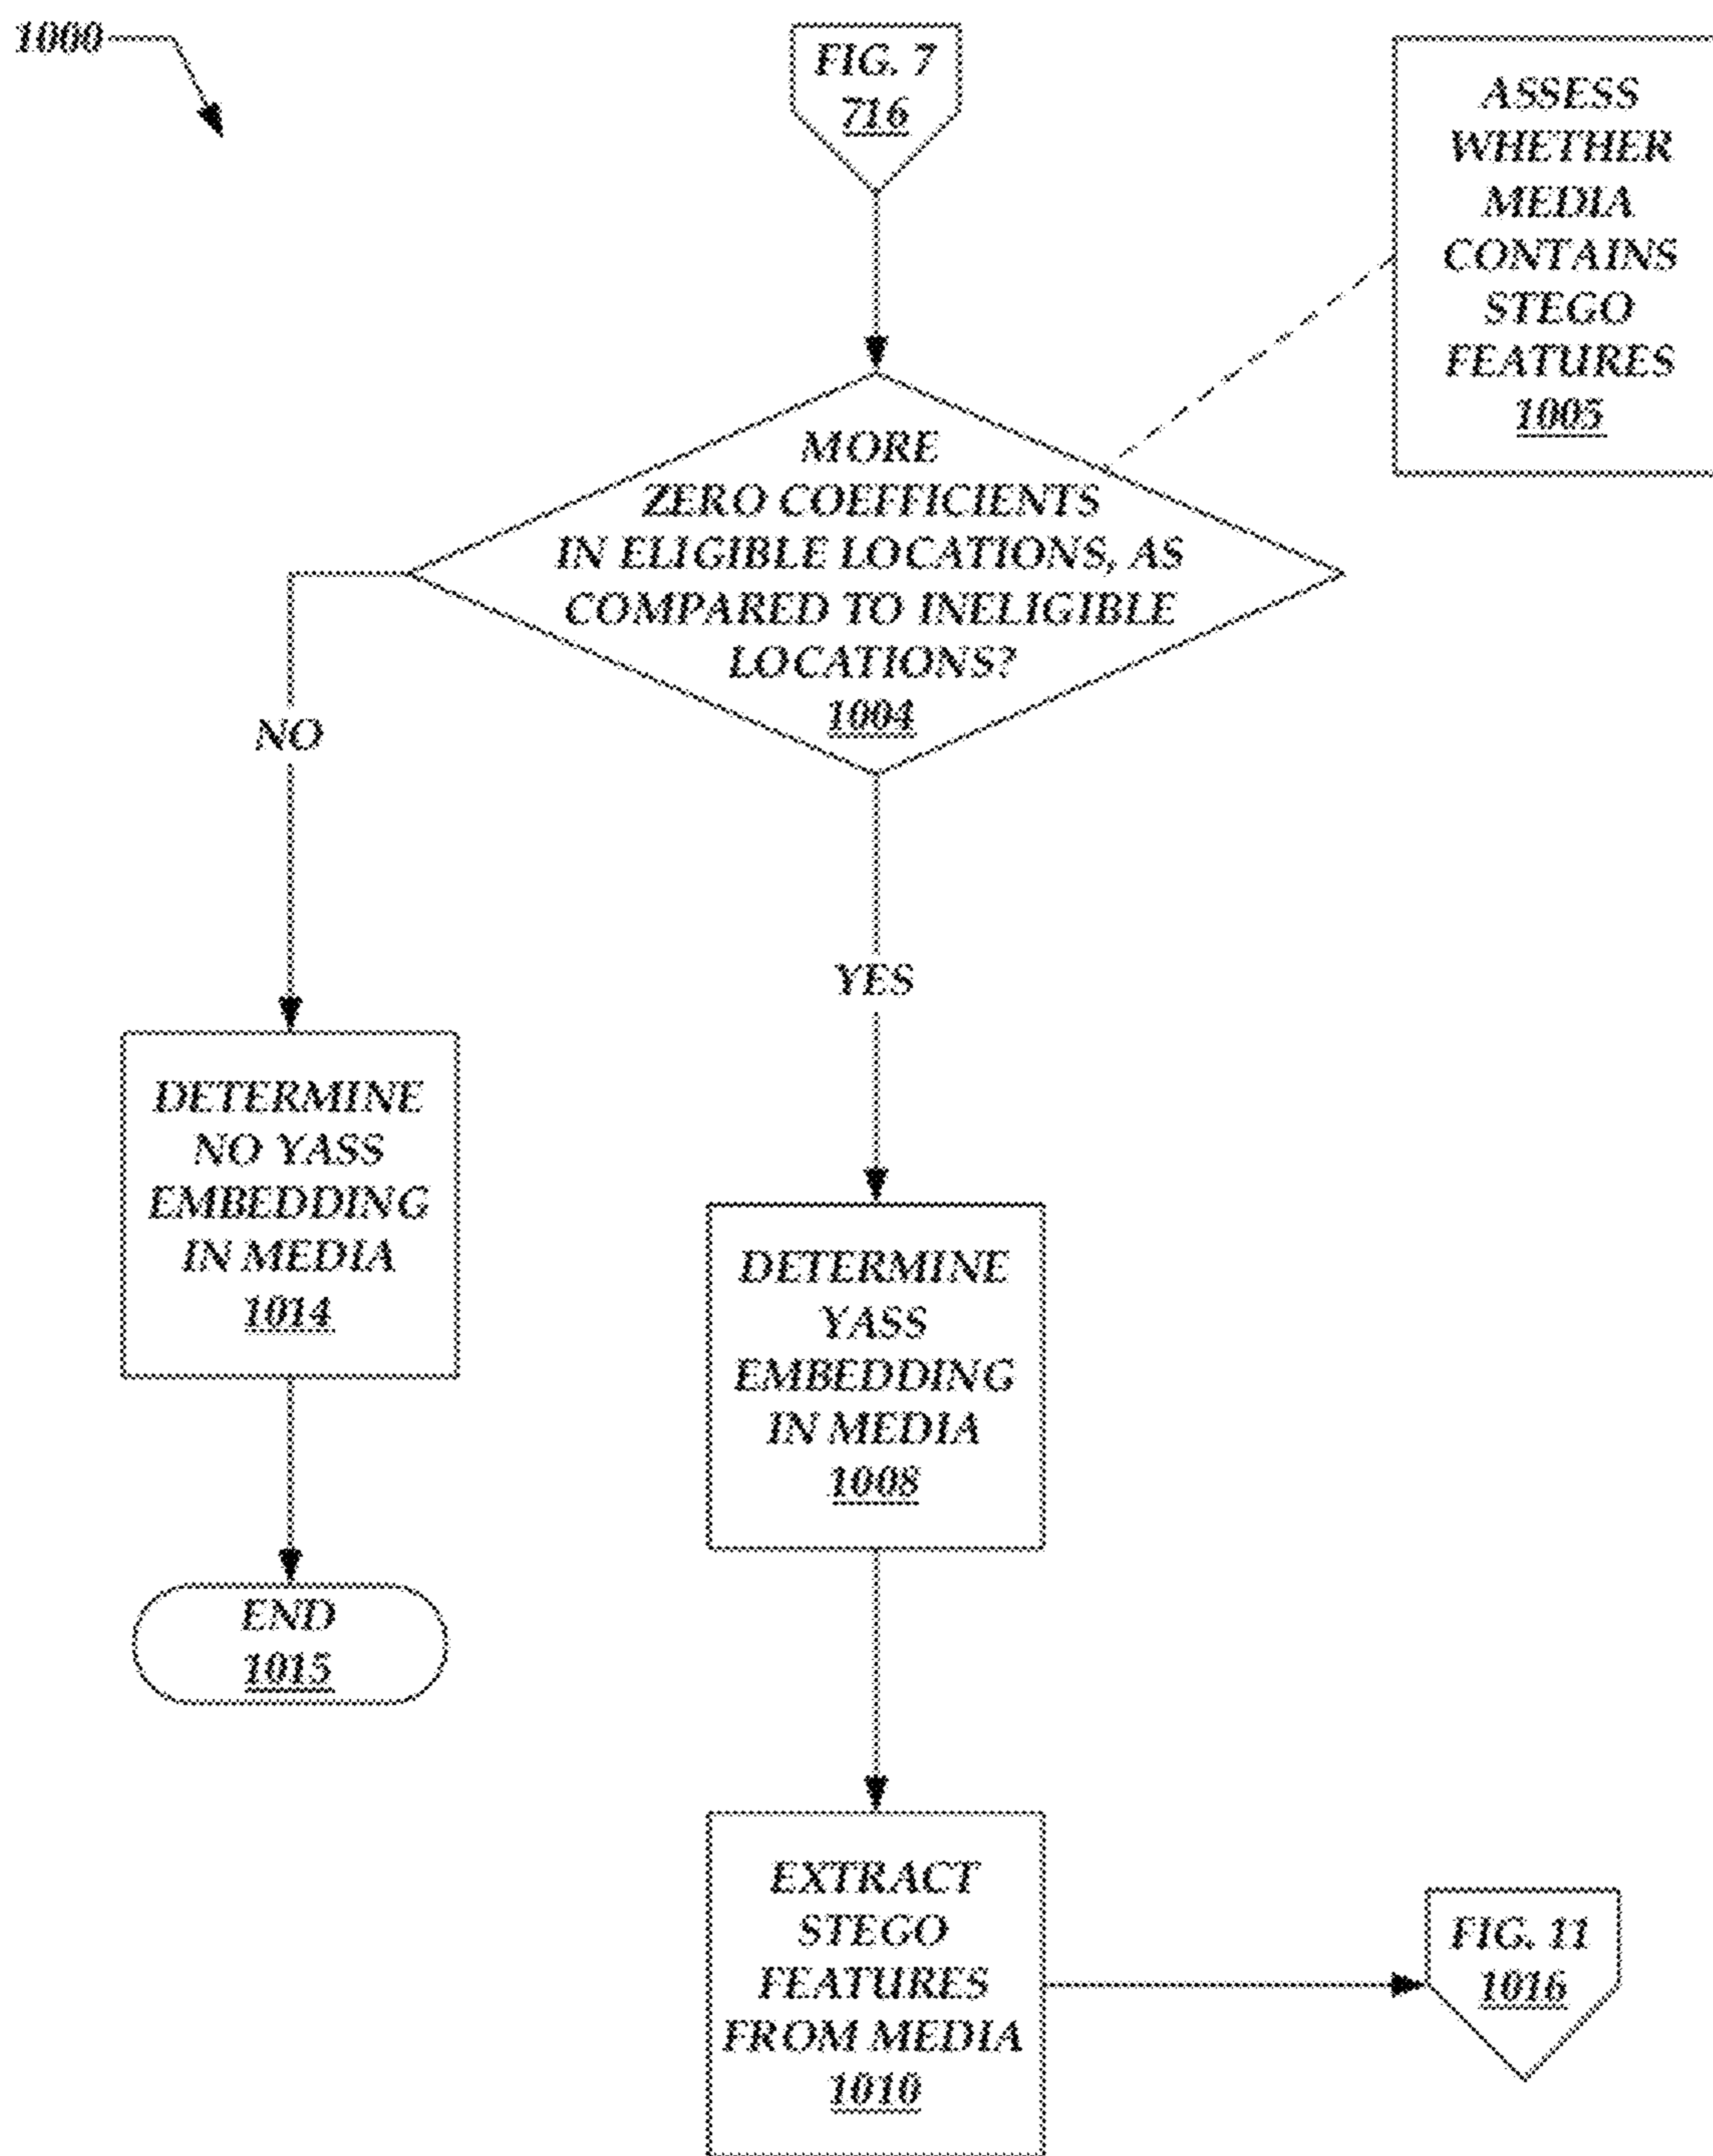 1000
FIG. 7
716
ASSESS
WHETHER
MEDIA
CONTAINS
STEGO
FEATURES
1005
MORE
ZERO COEFFICIENTS
IN ELIGIBLE LOCATIONS, AS
COMPARED TO INELIGIBLE
LOCATIONS?
1004
NO
YES
DETERMINE
NO YASS
EMBEDDING
IN MEDIA
1014
DETERMINE
YASS
EMBEDDING
IN MEDIA
1008
END
1015
EXTRACT
STEGO
FEATURES
FROM MEDIA
1010
FIG. 11
1016